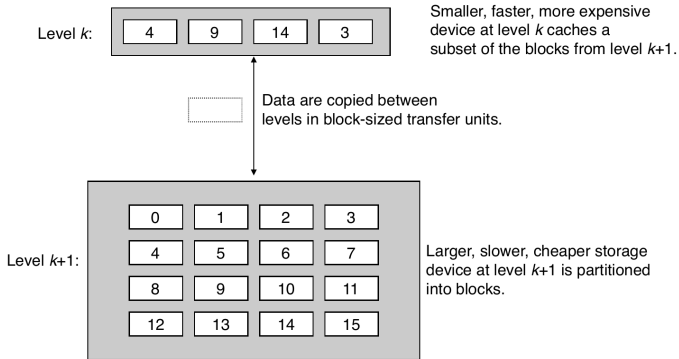 Level k:
4 9 14 3
Smaller, faster, more expensive
device at level k caches a
subset of the blocks from level k+1.
Data are copied between
levels in block-sized transfer units.
Level k+1:
0 1 2 3
4 5 6 7
8 9 10 11
12 13 14 15
Larger, slower, cheaper storage
device at level k+1 is partitioned
into blocks.